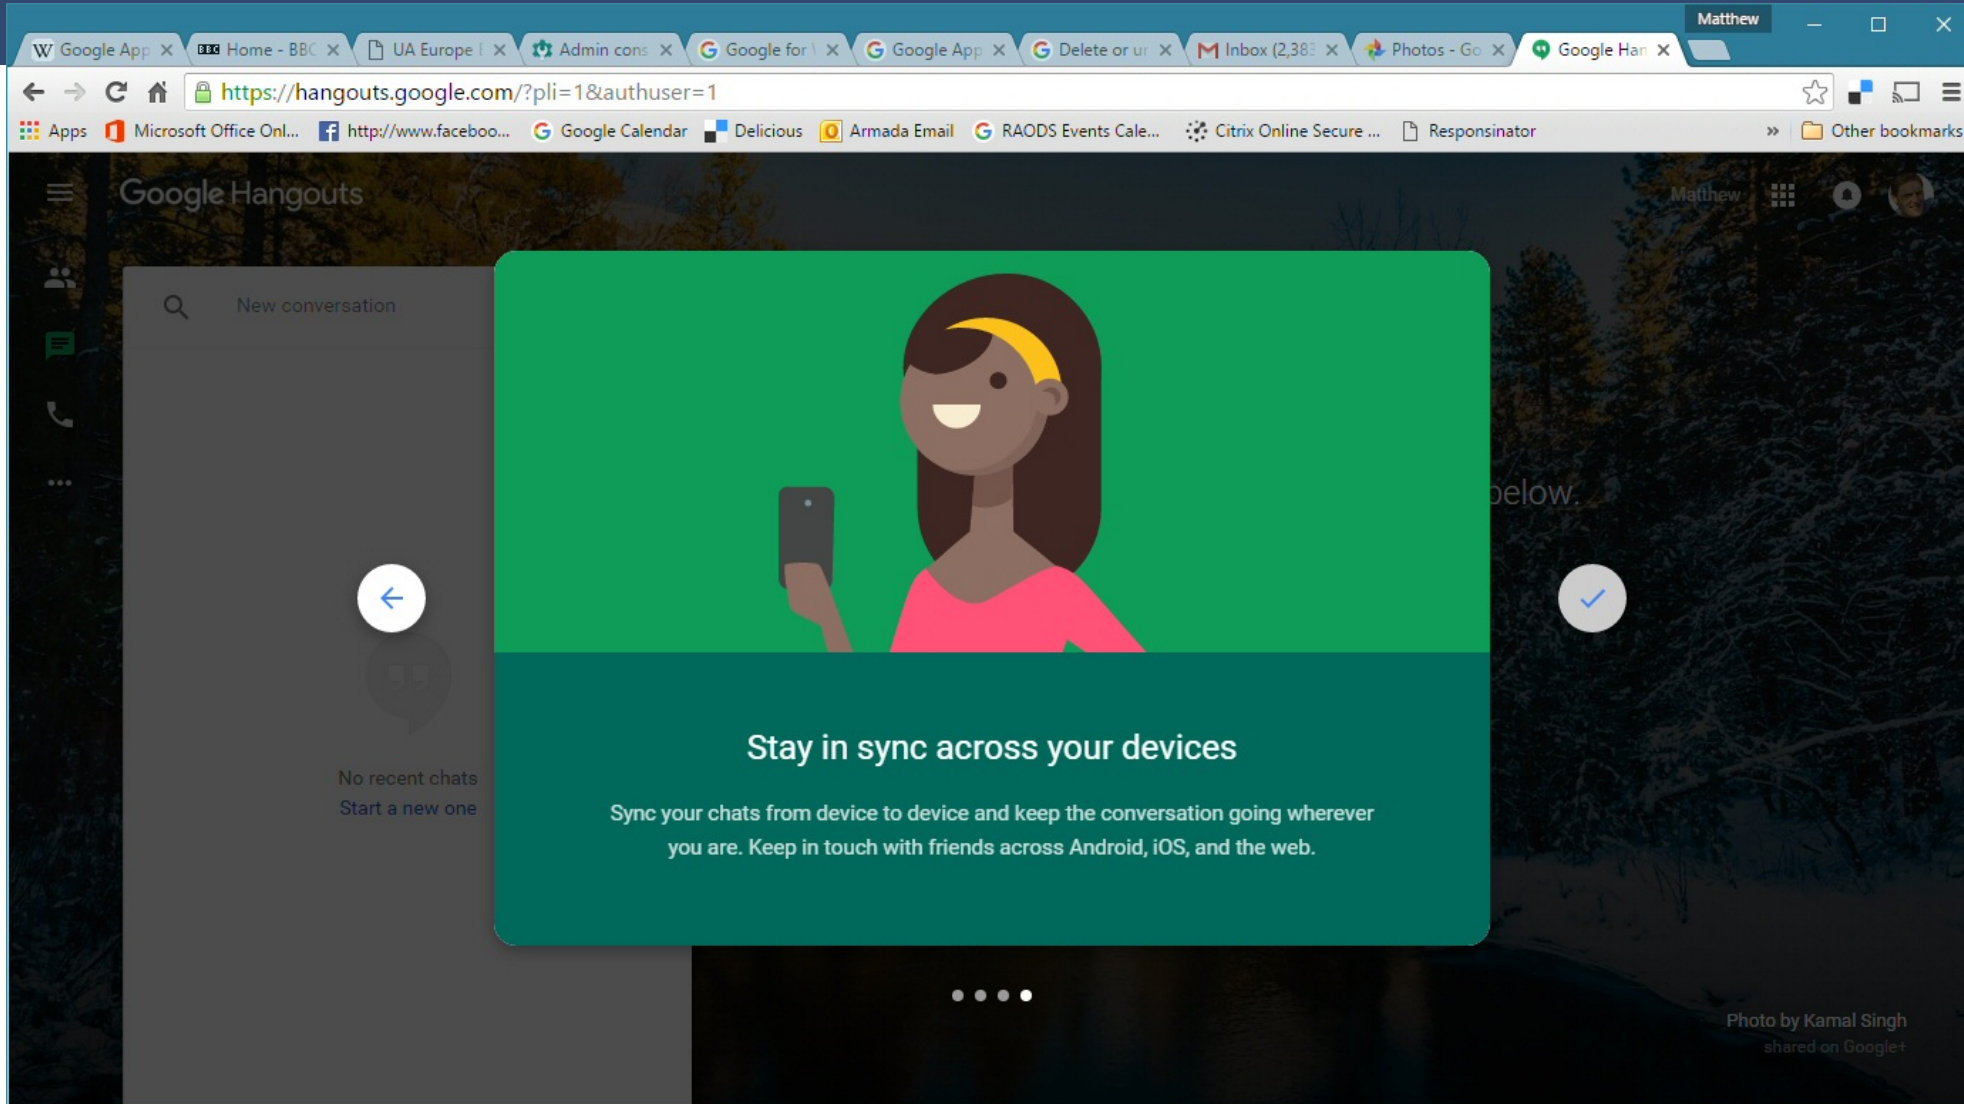 Matthew
Google App
Home - BBC
UA Europe
Admin cons
Google for
Google App
Delete or ur
Inbox (2,383
Photos - Go
Google Han
https://hangouts.google.com/?pli=1&authuser=1
Apps
Microsoft Office Onl...
http://www.faceboo...
Google Calendar
Delicious
Armada Email
RAODS Events Cale...
Citrix Online Secure ...
Responsinator
»
Other bookmarks
Google Hangouts
Matthew
New conversation
below.
No recent chats
Start a new one
Stay in sync across your devices
Sync your chats from device to device and keep the conversation going wherever
you are. Keep in touch with friends across Android, iOS, and the web.
Photo by Kamal Singh
shared on Google+